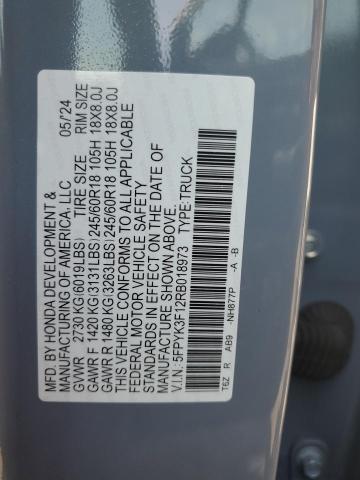 MFD. BY HONDA DEVELOPMENT &
MANUFACTURING OF AMERICA, LLC. 05/'24
GVWR 2730 KG(6019LBS) TIRE SIZE RIM SIZE
GAWR F 1420 KG(3131LBS) 245/60R18 105H 18X8.0J
GAWR R 1480 KG(3263LBS) 245/60R18 105H 18X8.0J
THIS VEHICLE CONFORMS TO ALL APPLICABLE
FEDERAL MOTOR VEHICLE SAFETY
STANDARDS IN EFFECT ON THE DATE OF
MANUFACTURE SHOWN ABOVE.
V.I.N.: 5FPYK3F12RB018973 TYPE: TRUCK
T6Z R AB9 -NH877P -A -B